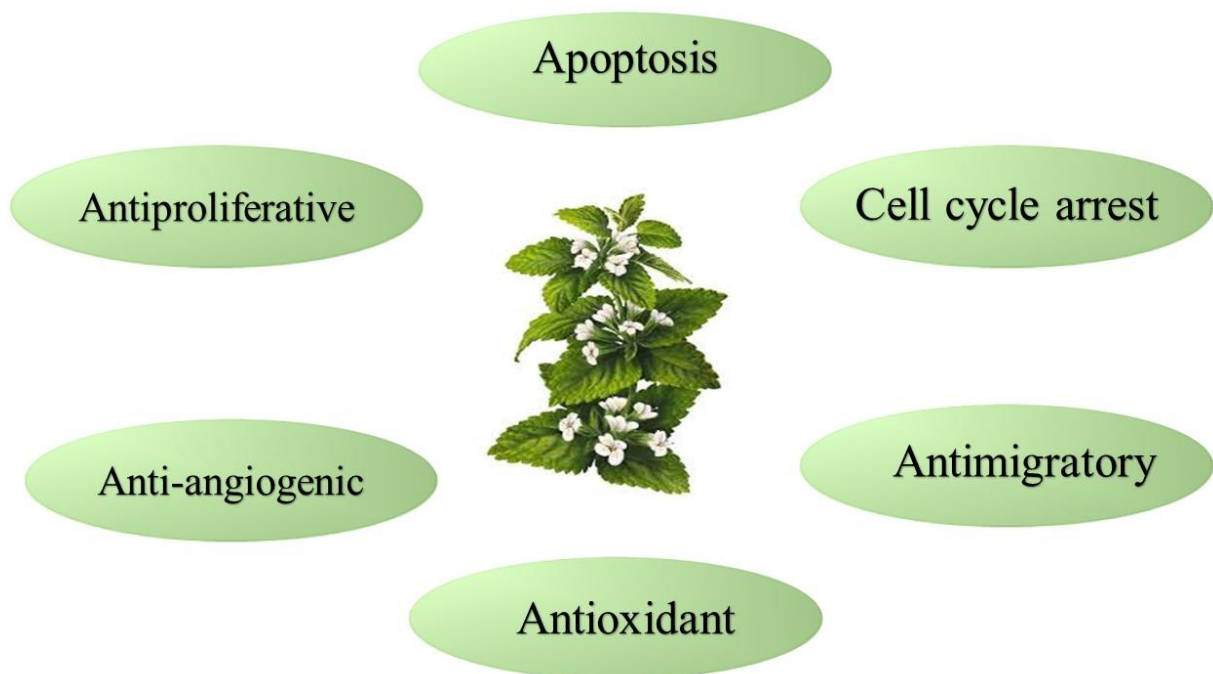 Apoptosis
Antiproliferative
Cell cycle arrest
Anti-angiogenic
Antimigratory
Antioxidant